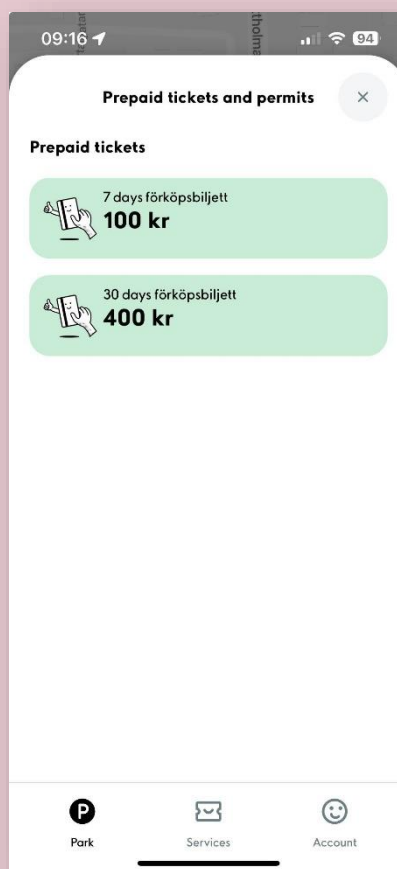 09:16
94
Prepaid tickets and permits
Prepaid tickets
7 days förköpsbiljett
100 kr
30 days förköpsbiljett
400 kr
P
Park
Services
Account